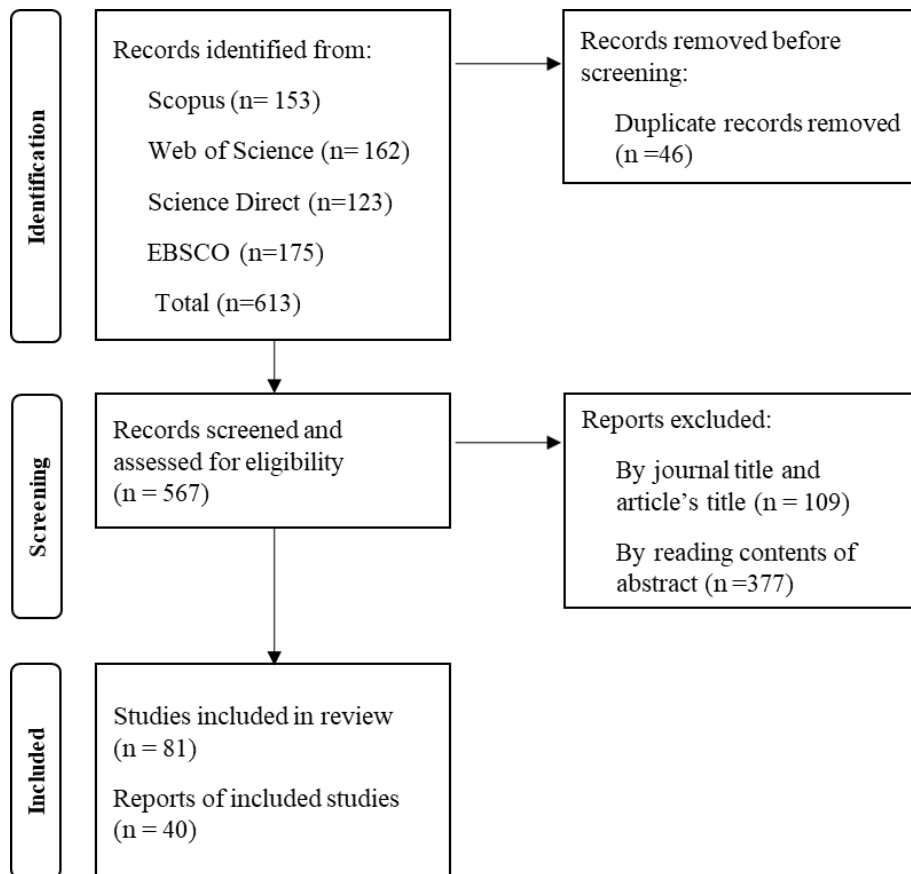 Identification
Records identified from:
Scopus (n= 153)
Web of Science (n= 162)
Science Direct (n=123)
EBSCO (n=175)
Total (n=613)
Records removed before
screening:
Duplicate records removed
(n =46)
Screening
Records screened and
assessed for eligibility
(n = 567)
Reports excluded:
By journal title and
article’s title (n = 109)
By reading contents of
abstract (n =377)
Included
Studies included in review
(n = 81)
Reports of included studies
(n = 40)